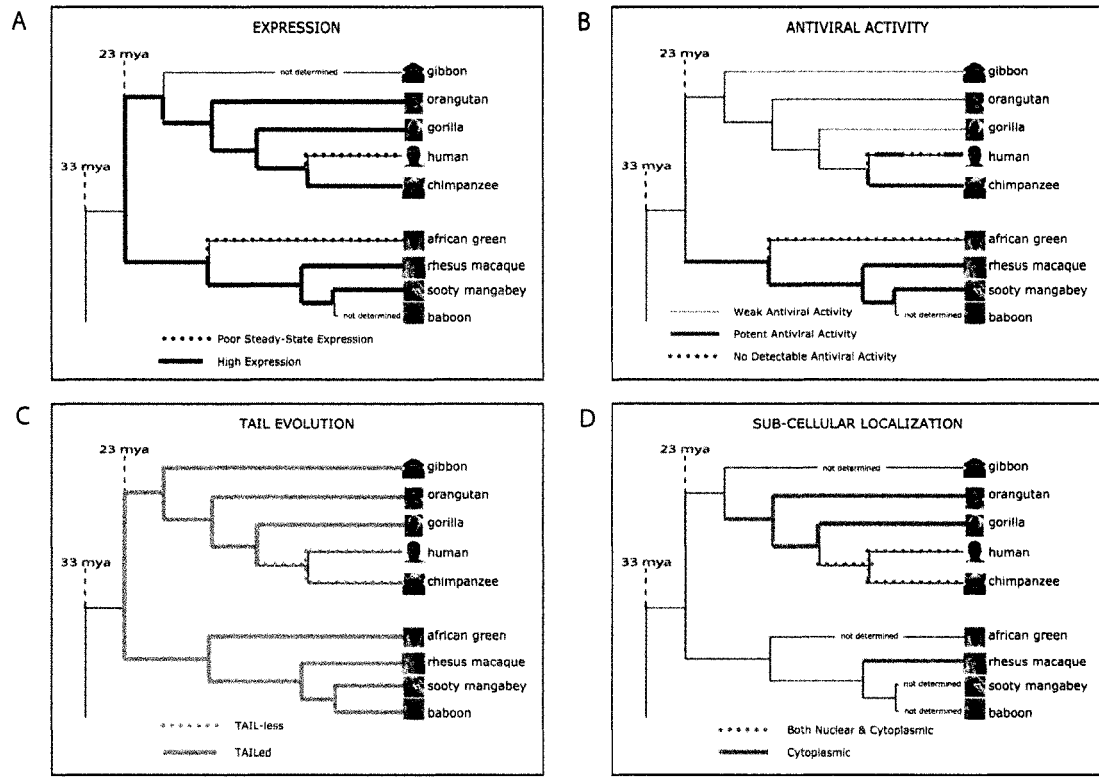 A
EXPRESSION
23 mya
not determined
gibbon
orangutan
gorilla
33 mya
human
chimpanzee
african green
rhesus macaque
sooty mangabey
not determined
baboon
Poor Steady-State Expression
High Expression
B
ANTIVIRAL ACTIVITY
23 mya
gibbon
orangutan
gorilla
33 mya
human
chimpanzee
african green
rhesus macaque
sooty mangabey
Weak Antiviral Activity
not determined
baboon
Potent Antiviral Activity
No Detectable Antiviral Activity
C
TAIL EVOLUTION
23 mya
gibbon
orangutan
gorilla
33 mya
human
chimpanzee
african green
rhesus macaque
sooty mangabey
baboon
TAIL-less
TAILed
D
SUB-CELLULAR LOCALIZATION
23 mya
not determined
gibbon
orangutan
gorilla
33 mya
human
chimpanzee
not determined
african green
rhesus macaque
not determined
sooty mangabey
not determined
baboon
Both Nuclear & Cytoplasmic
Cytoplasmic